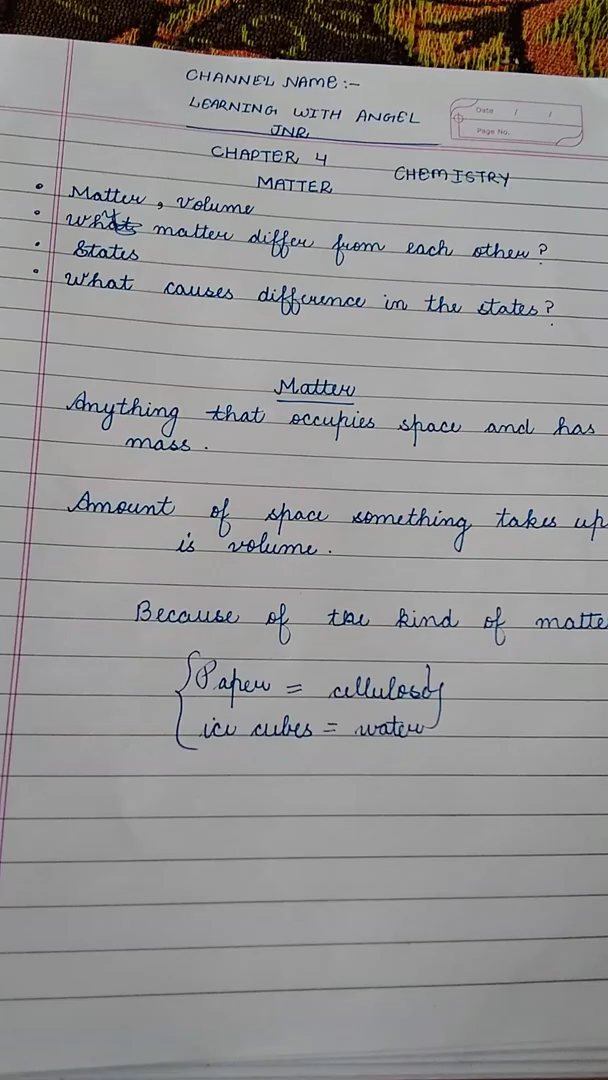 CHANNEL NAME :-
LEARNING WITH ANGEL
JNR
Date / /
Page No.
CHAPTER 4 CHEMISTRY
MATTER
• Matter, volume
• Why matter differ from each other?
• States
• What causes difference in the states?
Matter
Anything that occupies space and has
mass.
Amount of space something takes up
is volume.
Because of the kind of matte
Paper = cellulose
ice cubes = water